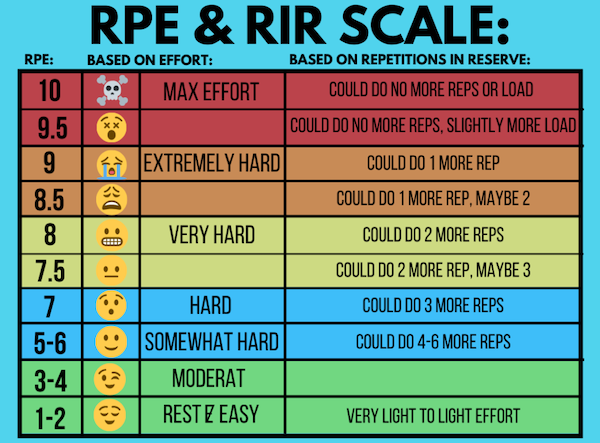 RPE & RIR SCALE:
RPE: BASED ON EFFORT: BASED ON REPETITIONS IN RESERVE:
10 MAX EFFORT COULD DO NO MORE REPS OR LOAD
9.5 COULD DO NO MORE REPS, SLIGHTLY MORE LOAD
9 EXTREMELY HARD COULD DO 1 MORE REP
8.5 COULD DO 1 MORE REP, MAYBE 2
8 VERY HARD COULD DO 2 MORE REPS
7.5 COULD DO 2 MORE REP, MAYBE 3
7 HARD COULD DO 3 MORE REPS
5-6 SOMEWHAT HARD COULD DO 4-6 MORE REPS
3-4 MODERAT
1-2 REST EASY VERY LIGHT TO LIGHT EFFORT